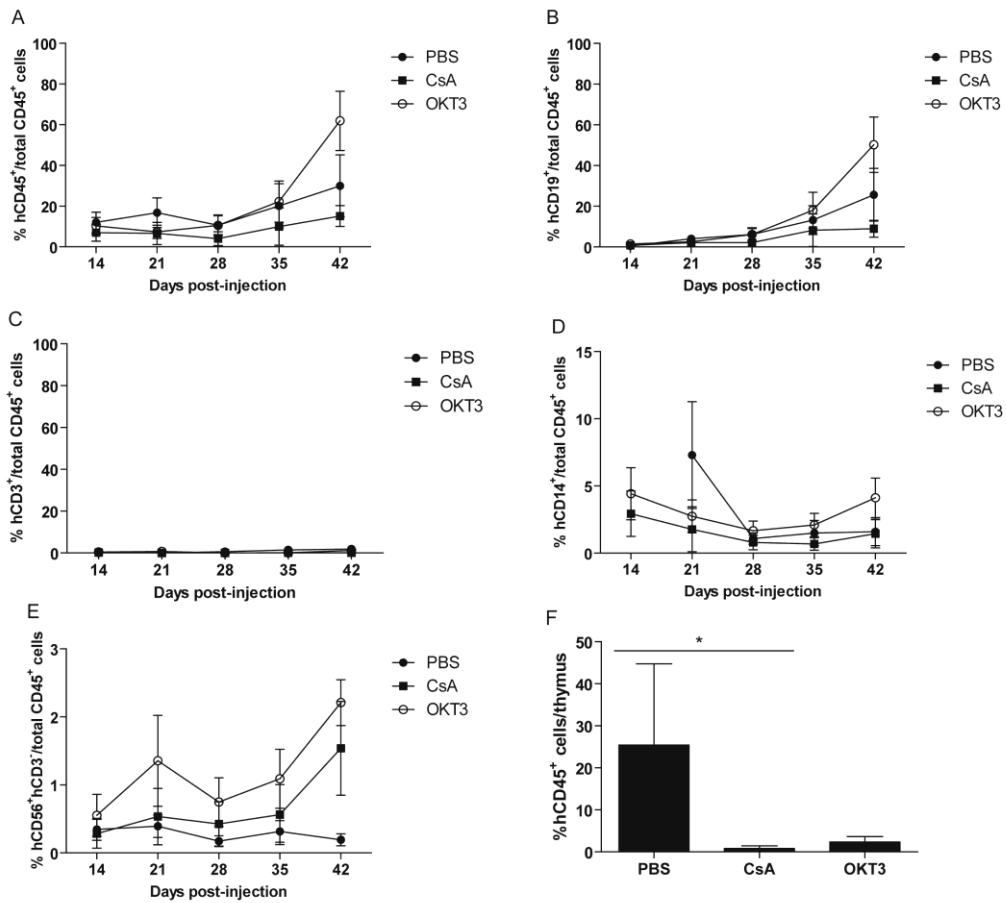 A
% hCD45+/total CD45+ cells
100
80
60
40
20
0
14 21 28 35 42
Days post-injection
PBS
CsA
OKT3
B
% hCD19+/total CD45+ cells
100
80
60
40
20
0
14 21 28 35 42
Days post-injection
PBS
CsA
OKT3
C
% hCD3+/total CD45+ cells
100
80
60
40
20
0
14 21 28 35 42
Days post-injection
PBS
CsA
OKT3
D
% hCD14+/total CD45+ cells
15
10
5
0
14 21 28 35 42
Days post-injection
PBS
CsA
OKT3
E
% hCD56+hCD3-/total CD45+ cells
3
2
1
0
14 21 28 35 42
Days post-injection
PBS
CsA
OKT3
F
%hCD45+ cells/thymus
50
40
30
20
10
0
*
PBS CsA OKT3